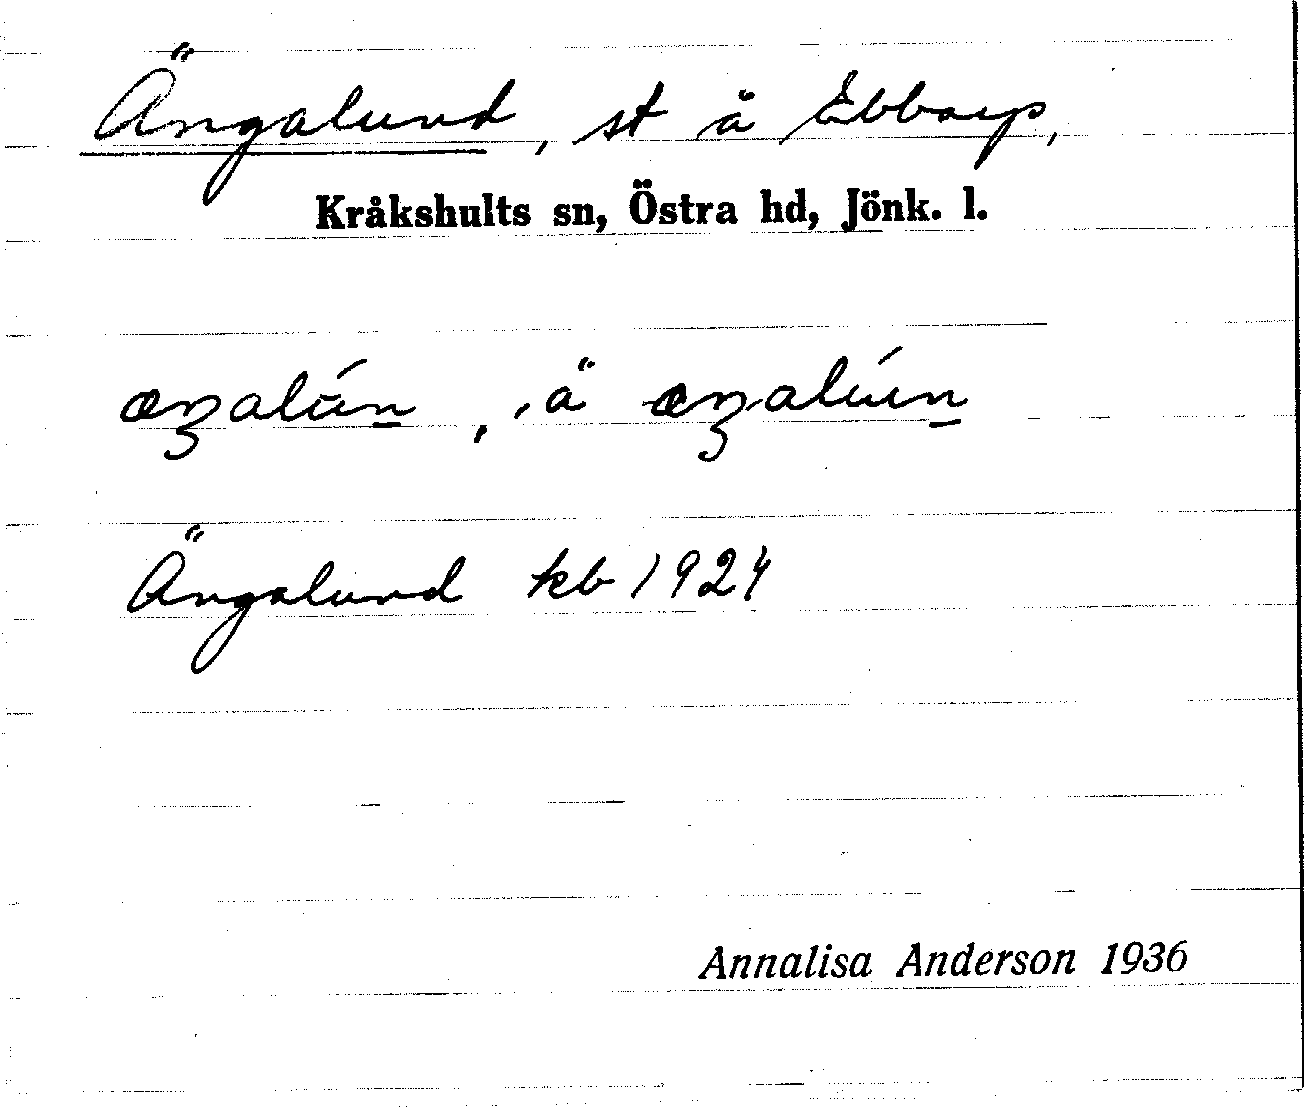 Ängalund, st å Ebbarp,
Kråkshults sn, Östra hd, Jönk. l.
Ängalund kb 1924
Annalisa Anderson 1936